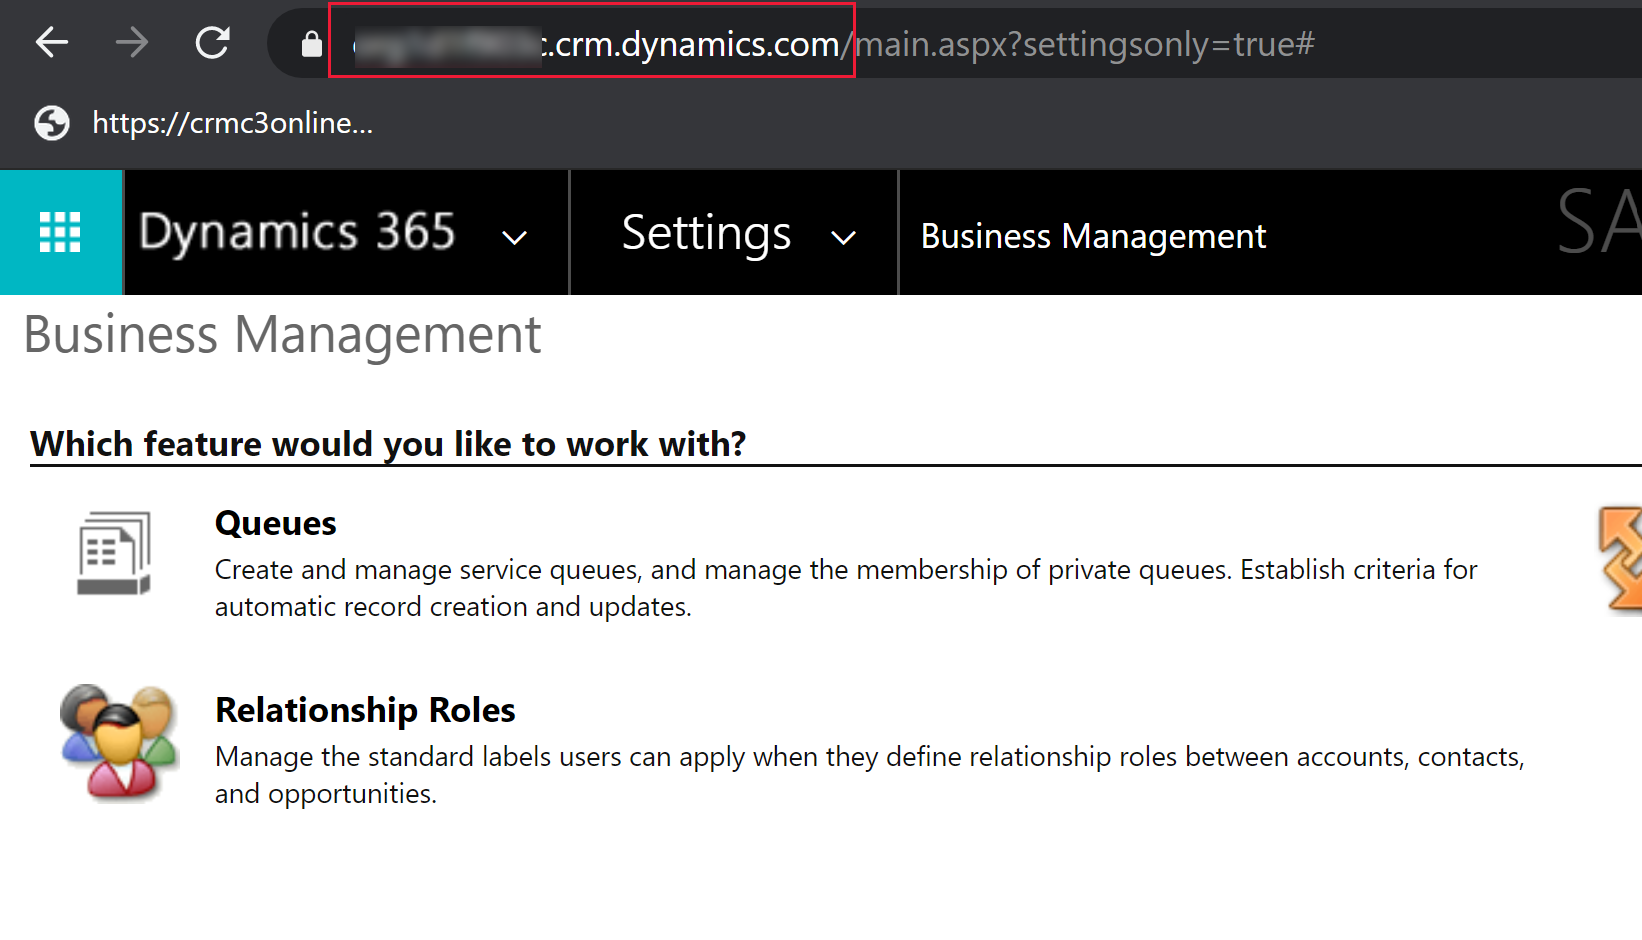 .crm.dynamics.com/main.aspx?settingsonly=true#
https://crmc3online...
Dynamics 365
Settings
Business Management
SA
Business Management
Which feature would you like to work with?
Queues
Create and manage service queues, and manage the membership of private queues. Establish criteria for
automatic record creation and updates.
Relationship Roles
Manage the standard labels users can apply when they define relationship roles between accounts, contacts,
and opportunities.